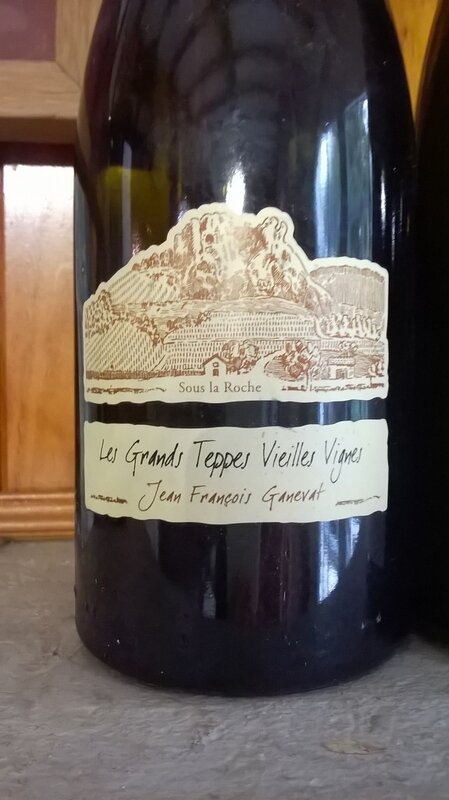 Sous la Roche
Les Grands Teppes Vieilles Vignes
Jean François Ganevat